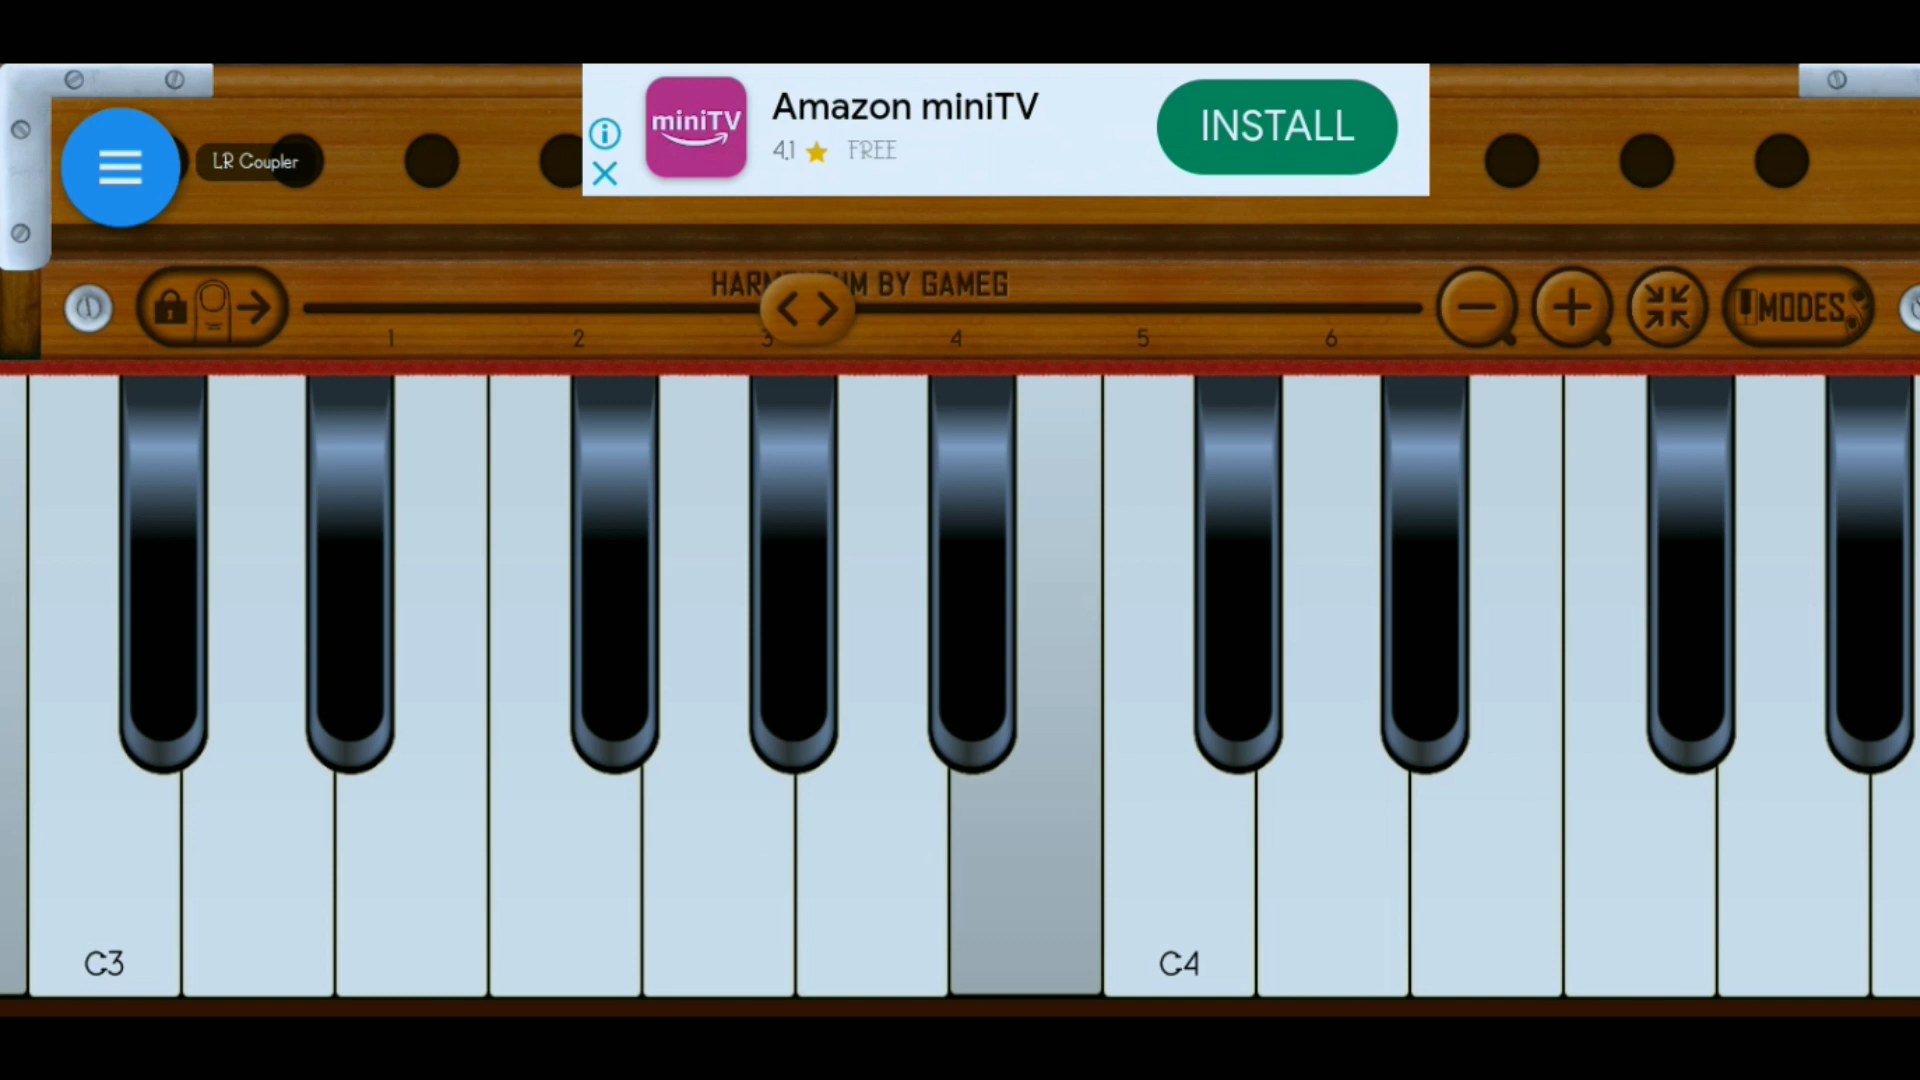 miniTV
Amazon miniTV
4.1 ★ FREE
INSTALL
LR Coupler
BY GAMEG
1 2 3 4 5 6
MODES
C3 C4